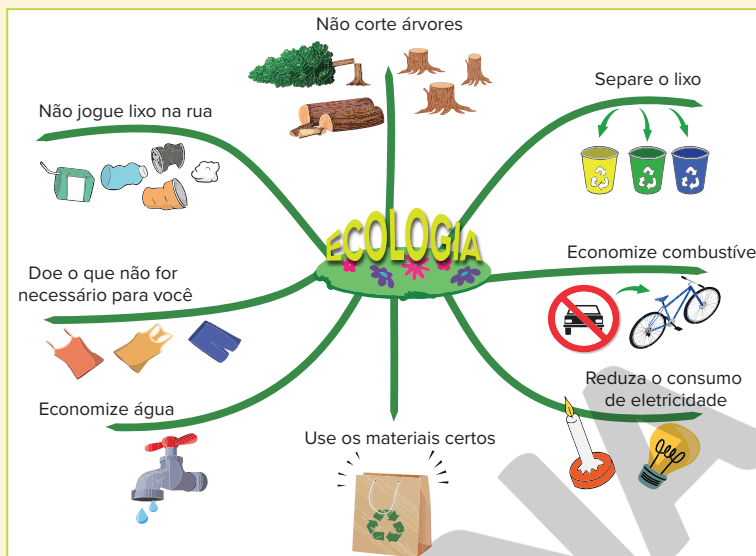 Não corte árvores
Separe o lixo
Não jogue lixo na rua
ECOLOGIA
Economize combustíve
Doe o que não for
necessário para você
Reduza o consumo
de eletricidade
Economize água
Use os materiais certos